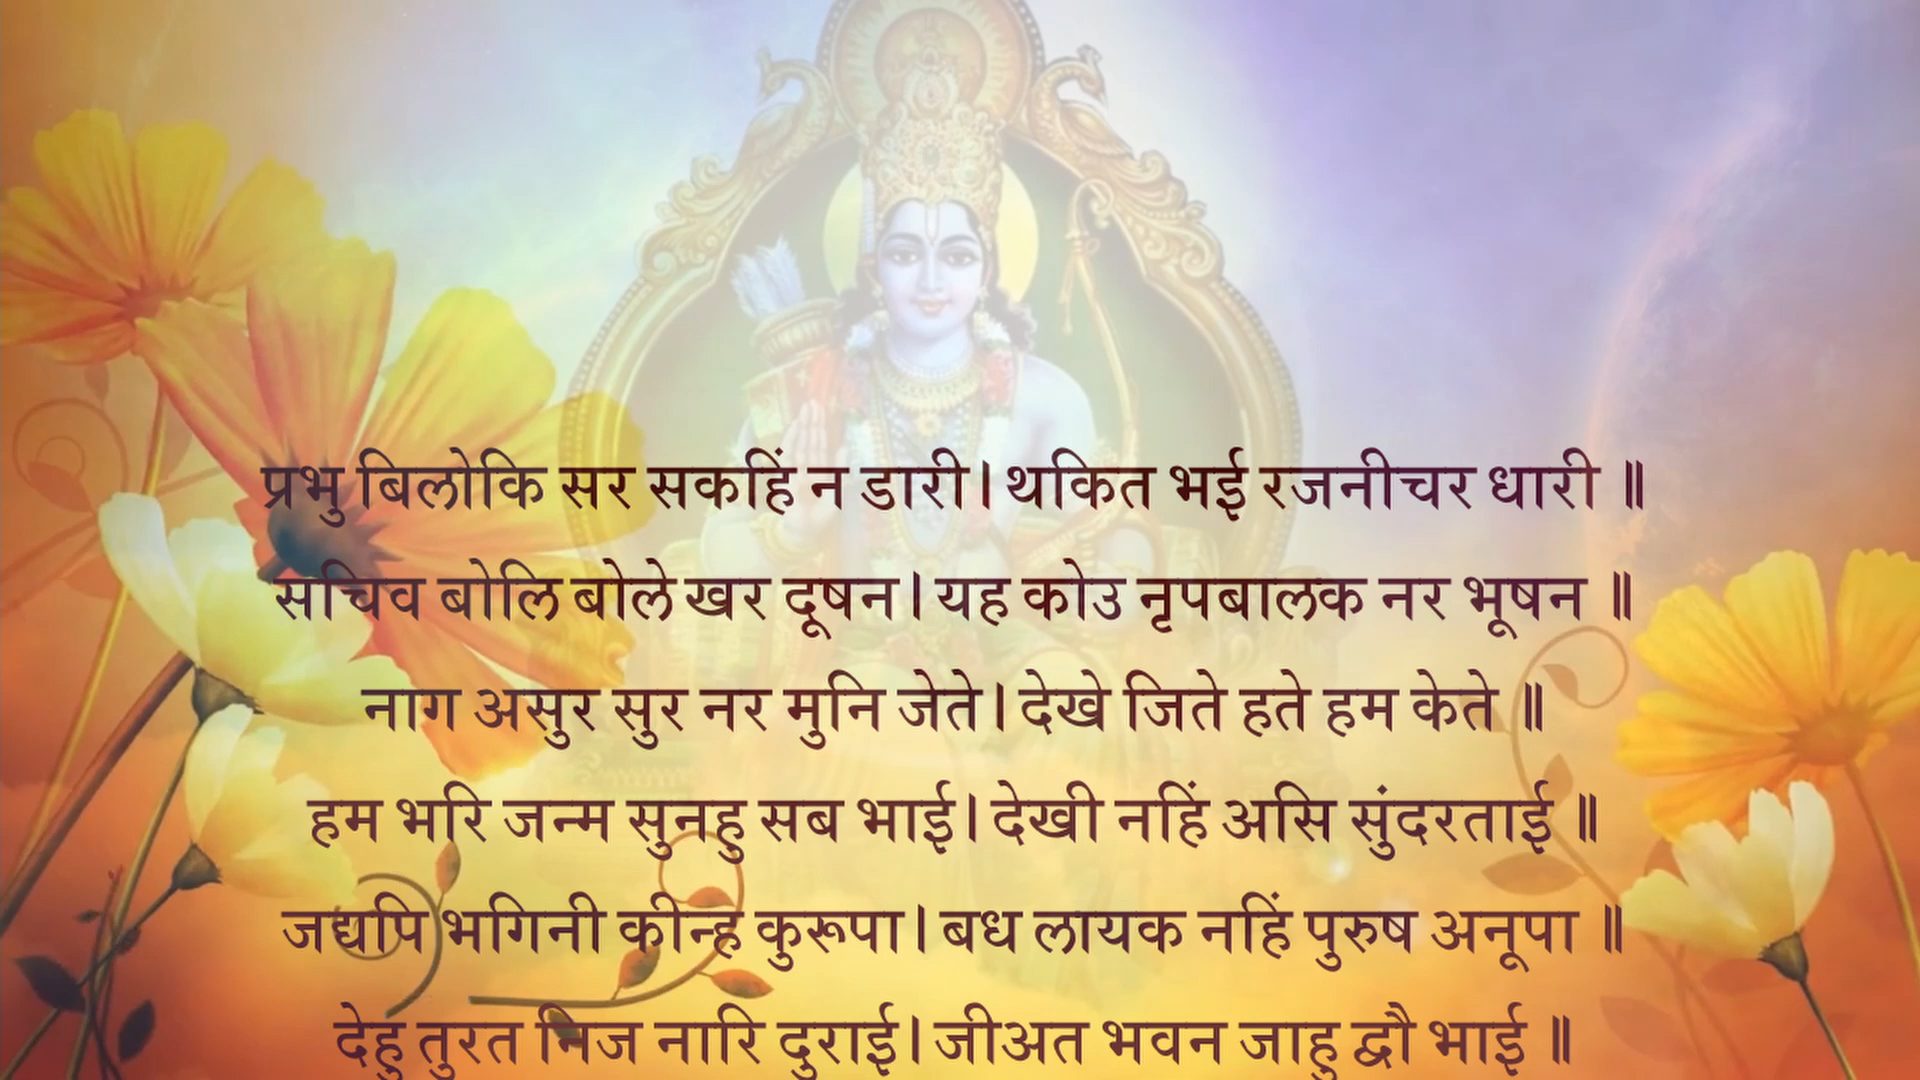 प्रभु बिलोकि सर सकहिं न डारी। थकित भई रजनीचर धारी ॥
सचिव बोलि बोले खर दूषन। यह कोउ नृपबालक नर भूषन ॥
नाग असुर सुर नर मुनि जेते। देखे जिते हते हम केते ॥
हम भरि जन्म सुनहु सब भाई। देखी नहिं असि सुंदरताई ॥
जद्यपि भगिनी कीन्ह कुरूपा। बध लायक नहिं पुरुष अनूपा ॥
देहु तुरत निज नारि दुराई। जीअत भवन जाहु द्वौ भाई ॥